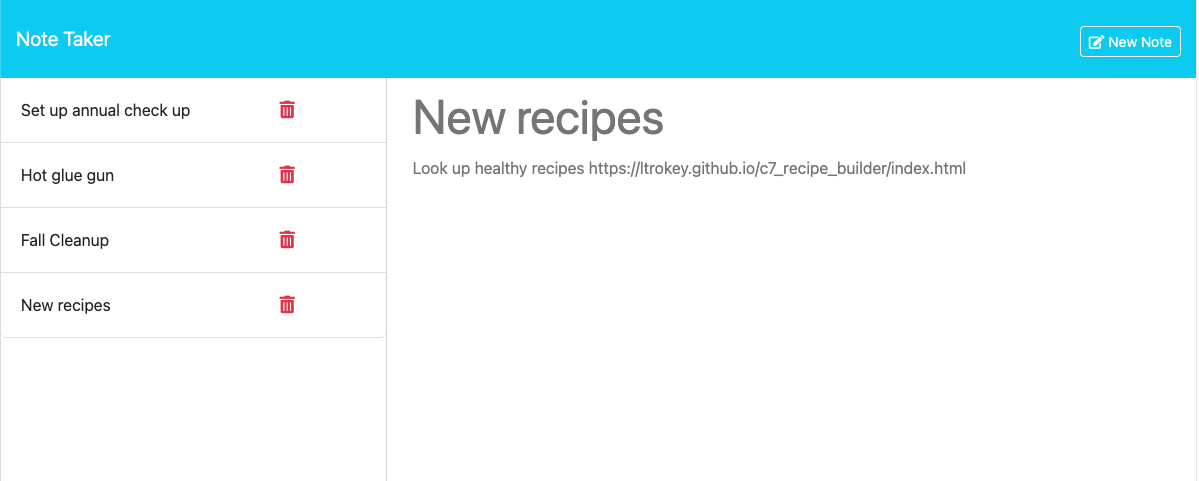 Note Taker
New Note
Set up annual check up
Hot glue gun
Fall Cleanup
New recipes
New recipes
Look up healthy recipes https://ltrokey.github.io/c7_recipe_builder/index.html